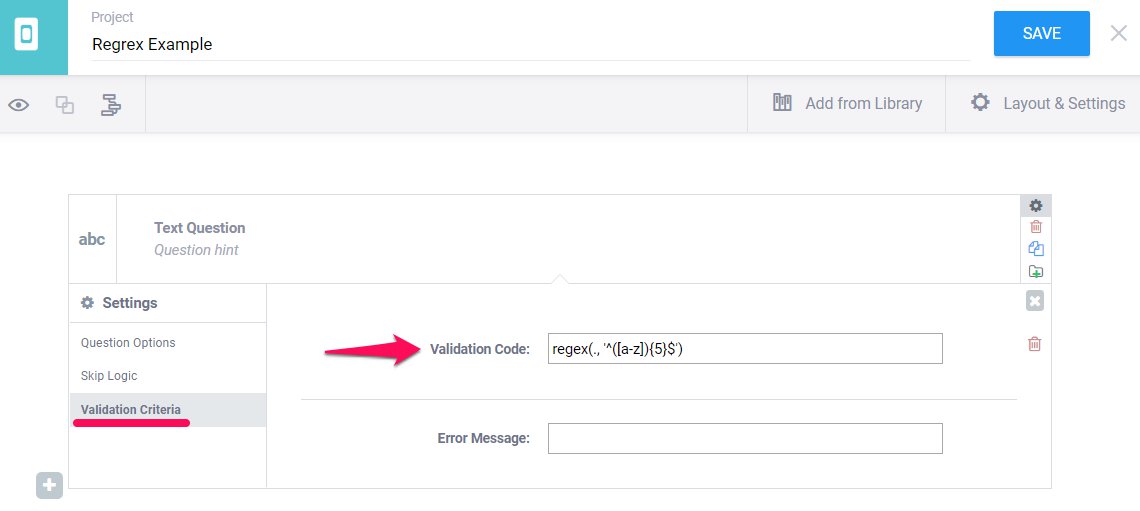 Project
Regrex Example
SAVE
Add from Library
Layout & Settings
abc
Text Question
Question hint
Settings
Question Options
Skip Logic
Validation Criteria
Validation Code:
regex(., '^([a-z]){5}$')
Error Message: